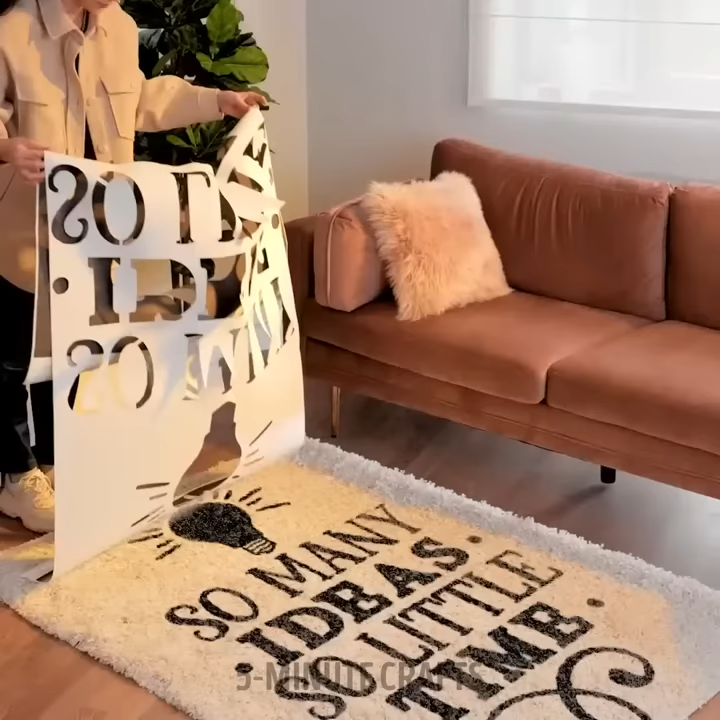 SO MANY
IDEAS.
SO LITTLE
TIME.
5-MINUTE CRAFTS